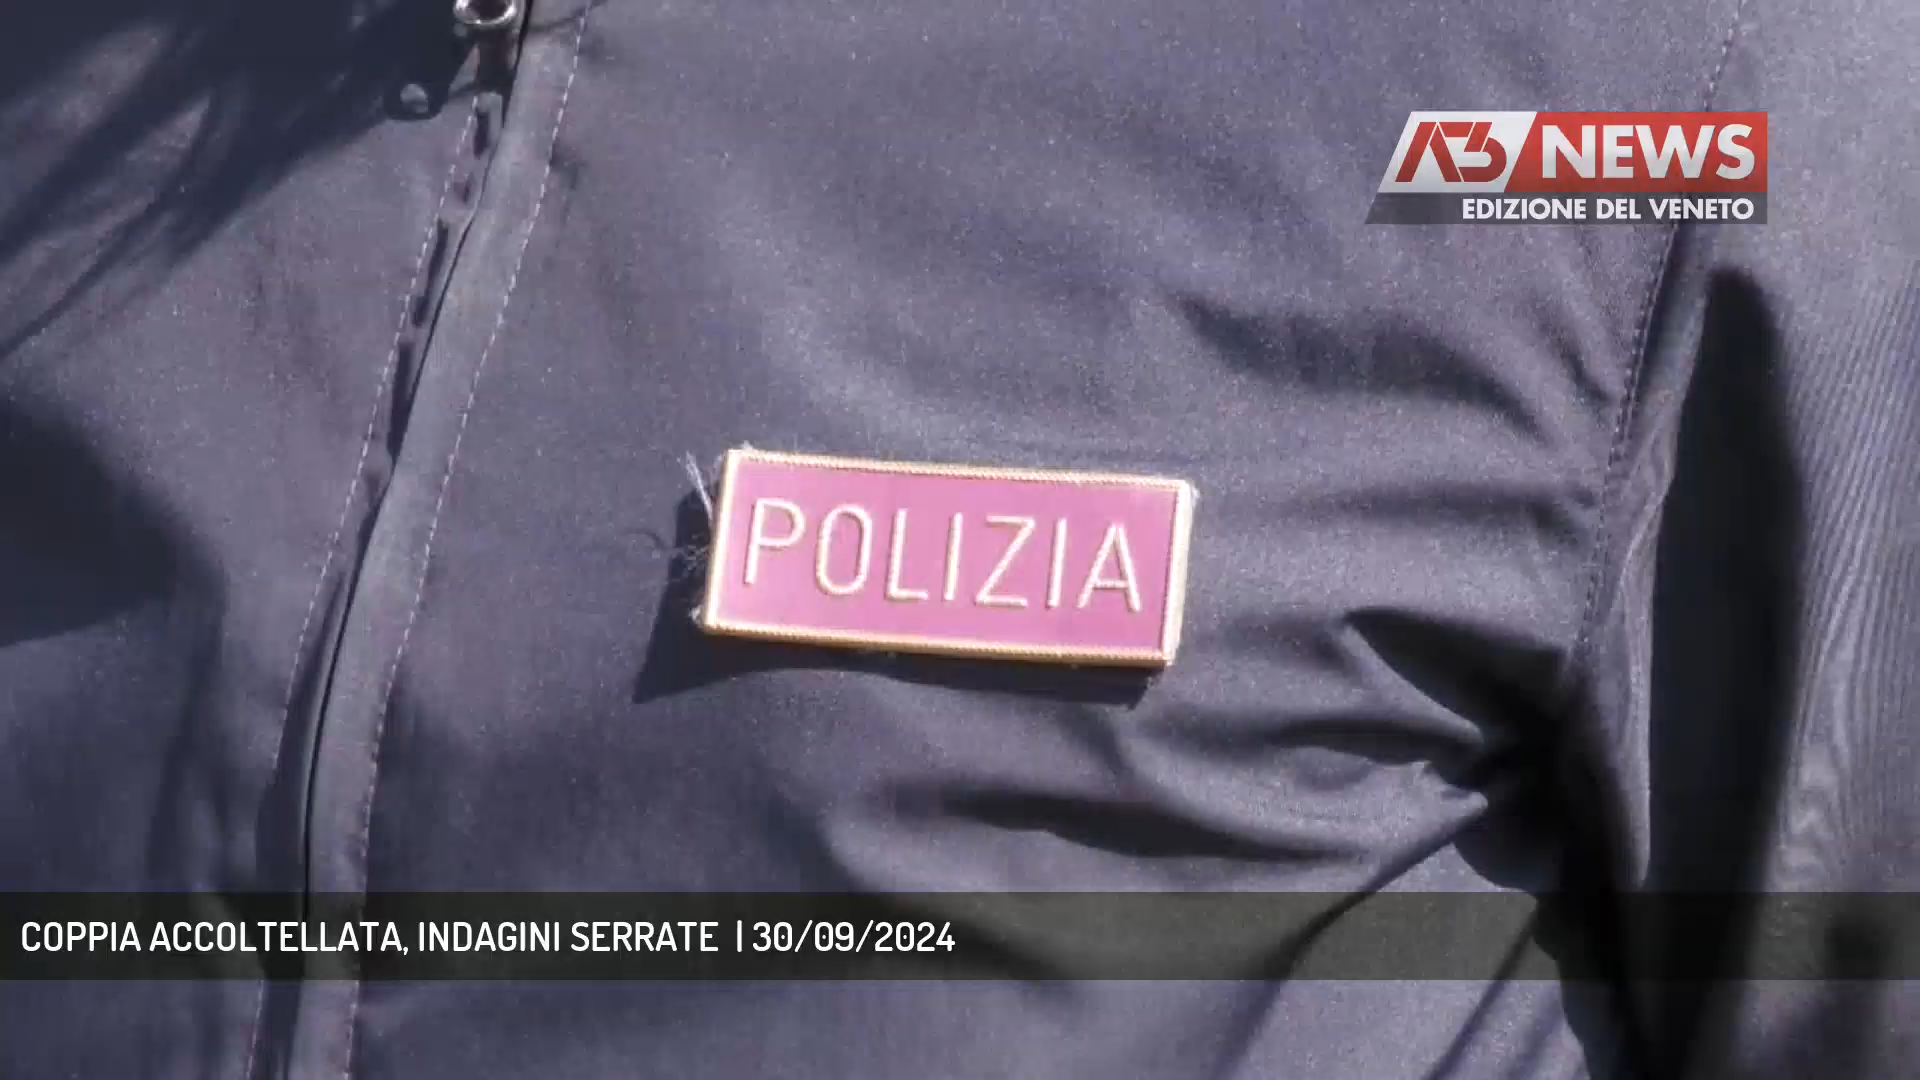 A3 NEWS
EDIZIONE DEL VENETO
POLIZIA
COPPIA ACCOLTELLATA, INDAGINI SERRATE | 30/09/2024